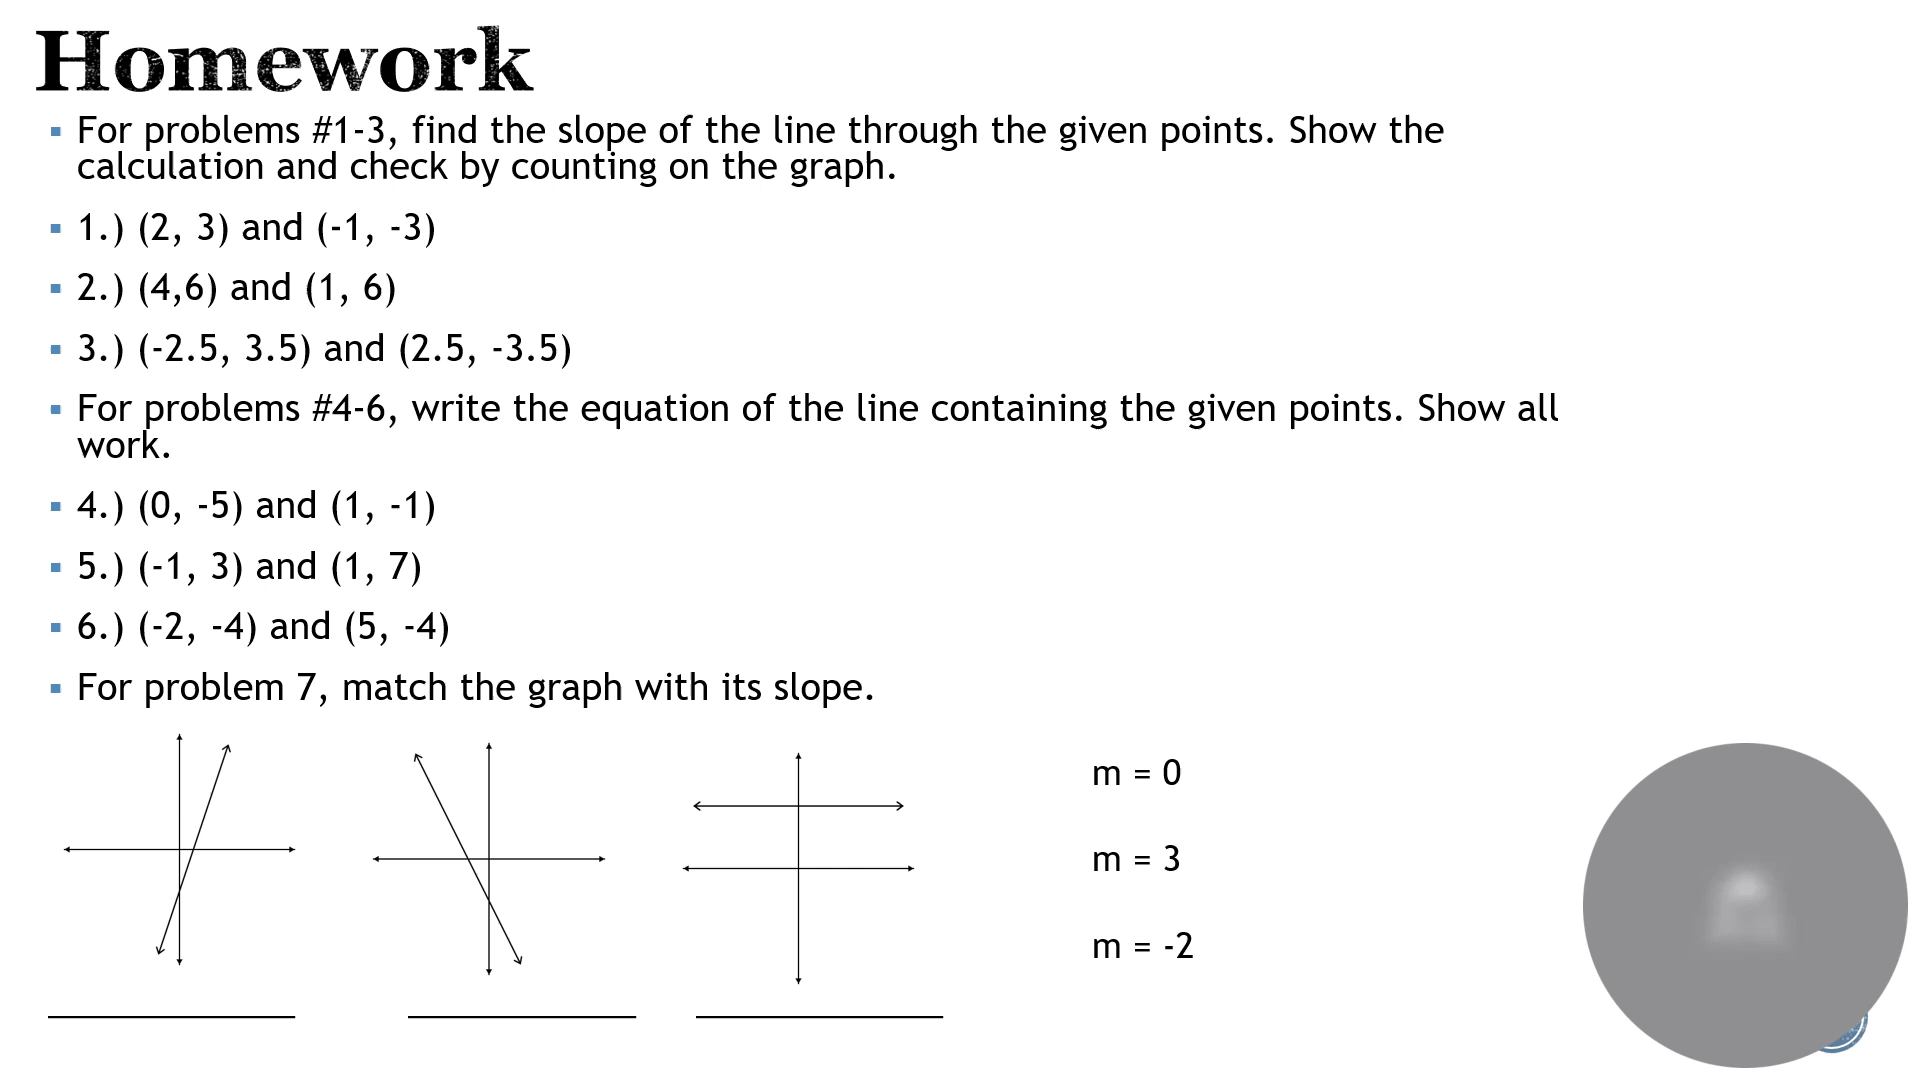 Homework
For problems #1-3, find the slope of the line through the given points. Show the
calculation and check by counting on the graph.
1.) (2, 3) and (-1, -3)
2.) (4,6) and (1, 6)
3.) (-2.5, 3.5) and (2.5, -3.5)
For problems #4-6, write the equation of the line containing the given points. Show all
work.
4.) (0, -5) and (1, -1)
5.) (-1, 3) and (1, 7)
6.) (-2, -4) and (5, -4)
For problem 7, match the graph with its slope.
m = 0
m = 3
m = -2